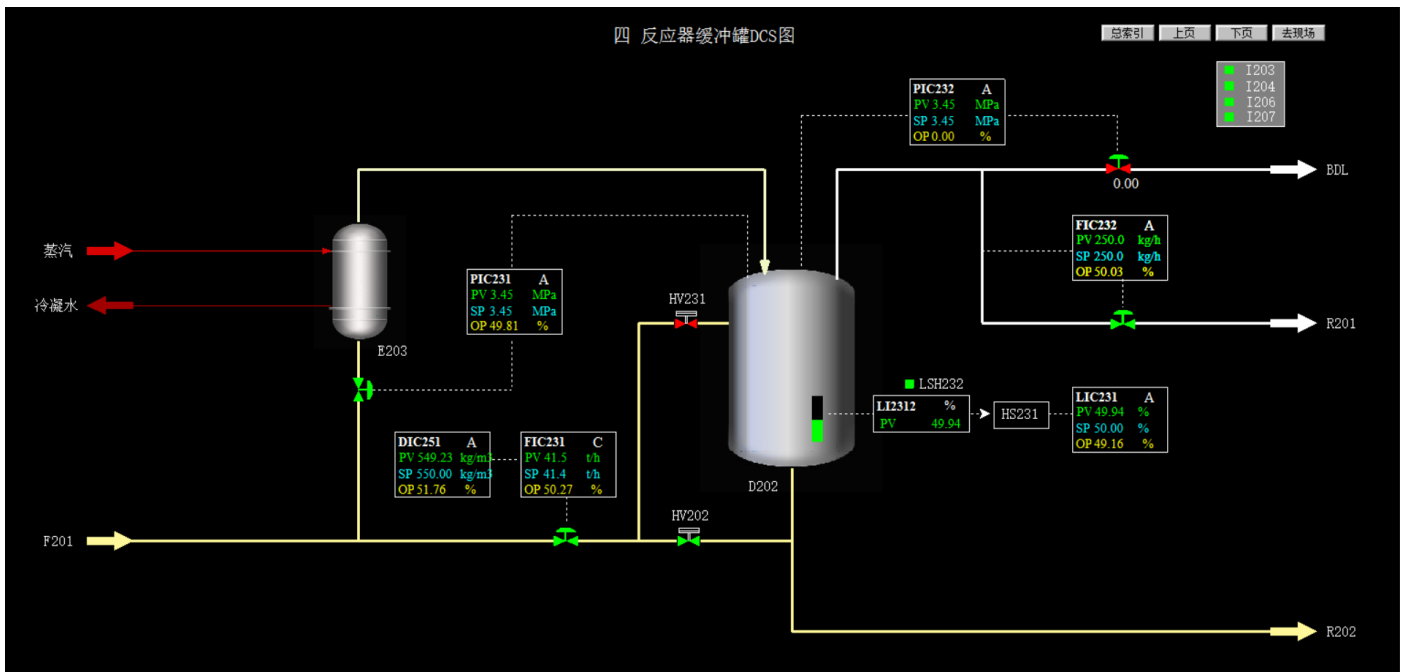 四 反应器缓冲罐DCS图
总索引 上页 下页 去现场
I203
I204
I206
I207
PIC232 A
PV 3.45 MPa
SP 3.45 MPa
OP 0.00 %
BDL
0.00
FIC232 A
PV 250.0 kg/h
SP 250.0 kg/h
OP 50.03 %
蒸汽
冷凝水
E203
PIC231 A
PV 3.45 MPa
SP 3.45 MPa
OP 49.81 %
HV231
R201
LSH232
LI2312 %
PV 49.94
HS231
LIC231 A
PV 49.94 %
SP 50.00 %
OP 49.16 %
DIC251 A
PV 549.23 kg/m3
SP 550.00 kg/m3
OP 51.76 %
FIC231 C
PV 41.5 t/h
SP 41.4 t/h
OP 50.27 %
D202
HV202
F201
R202